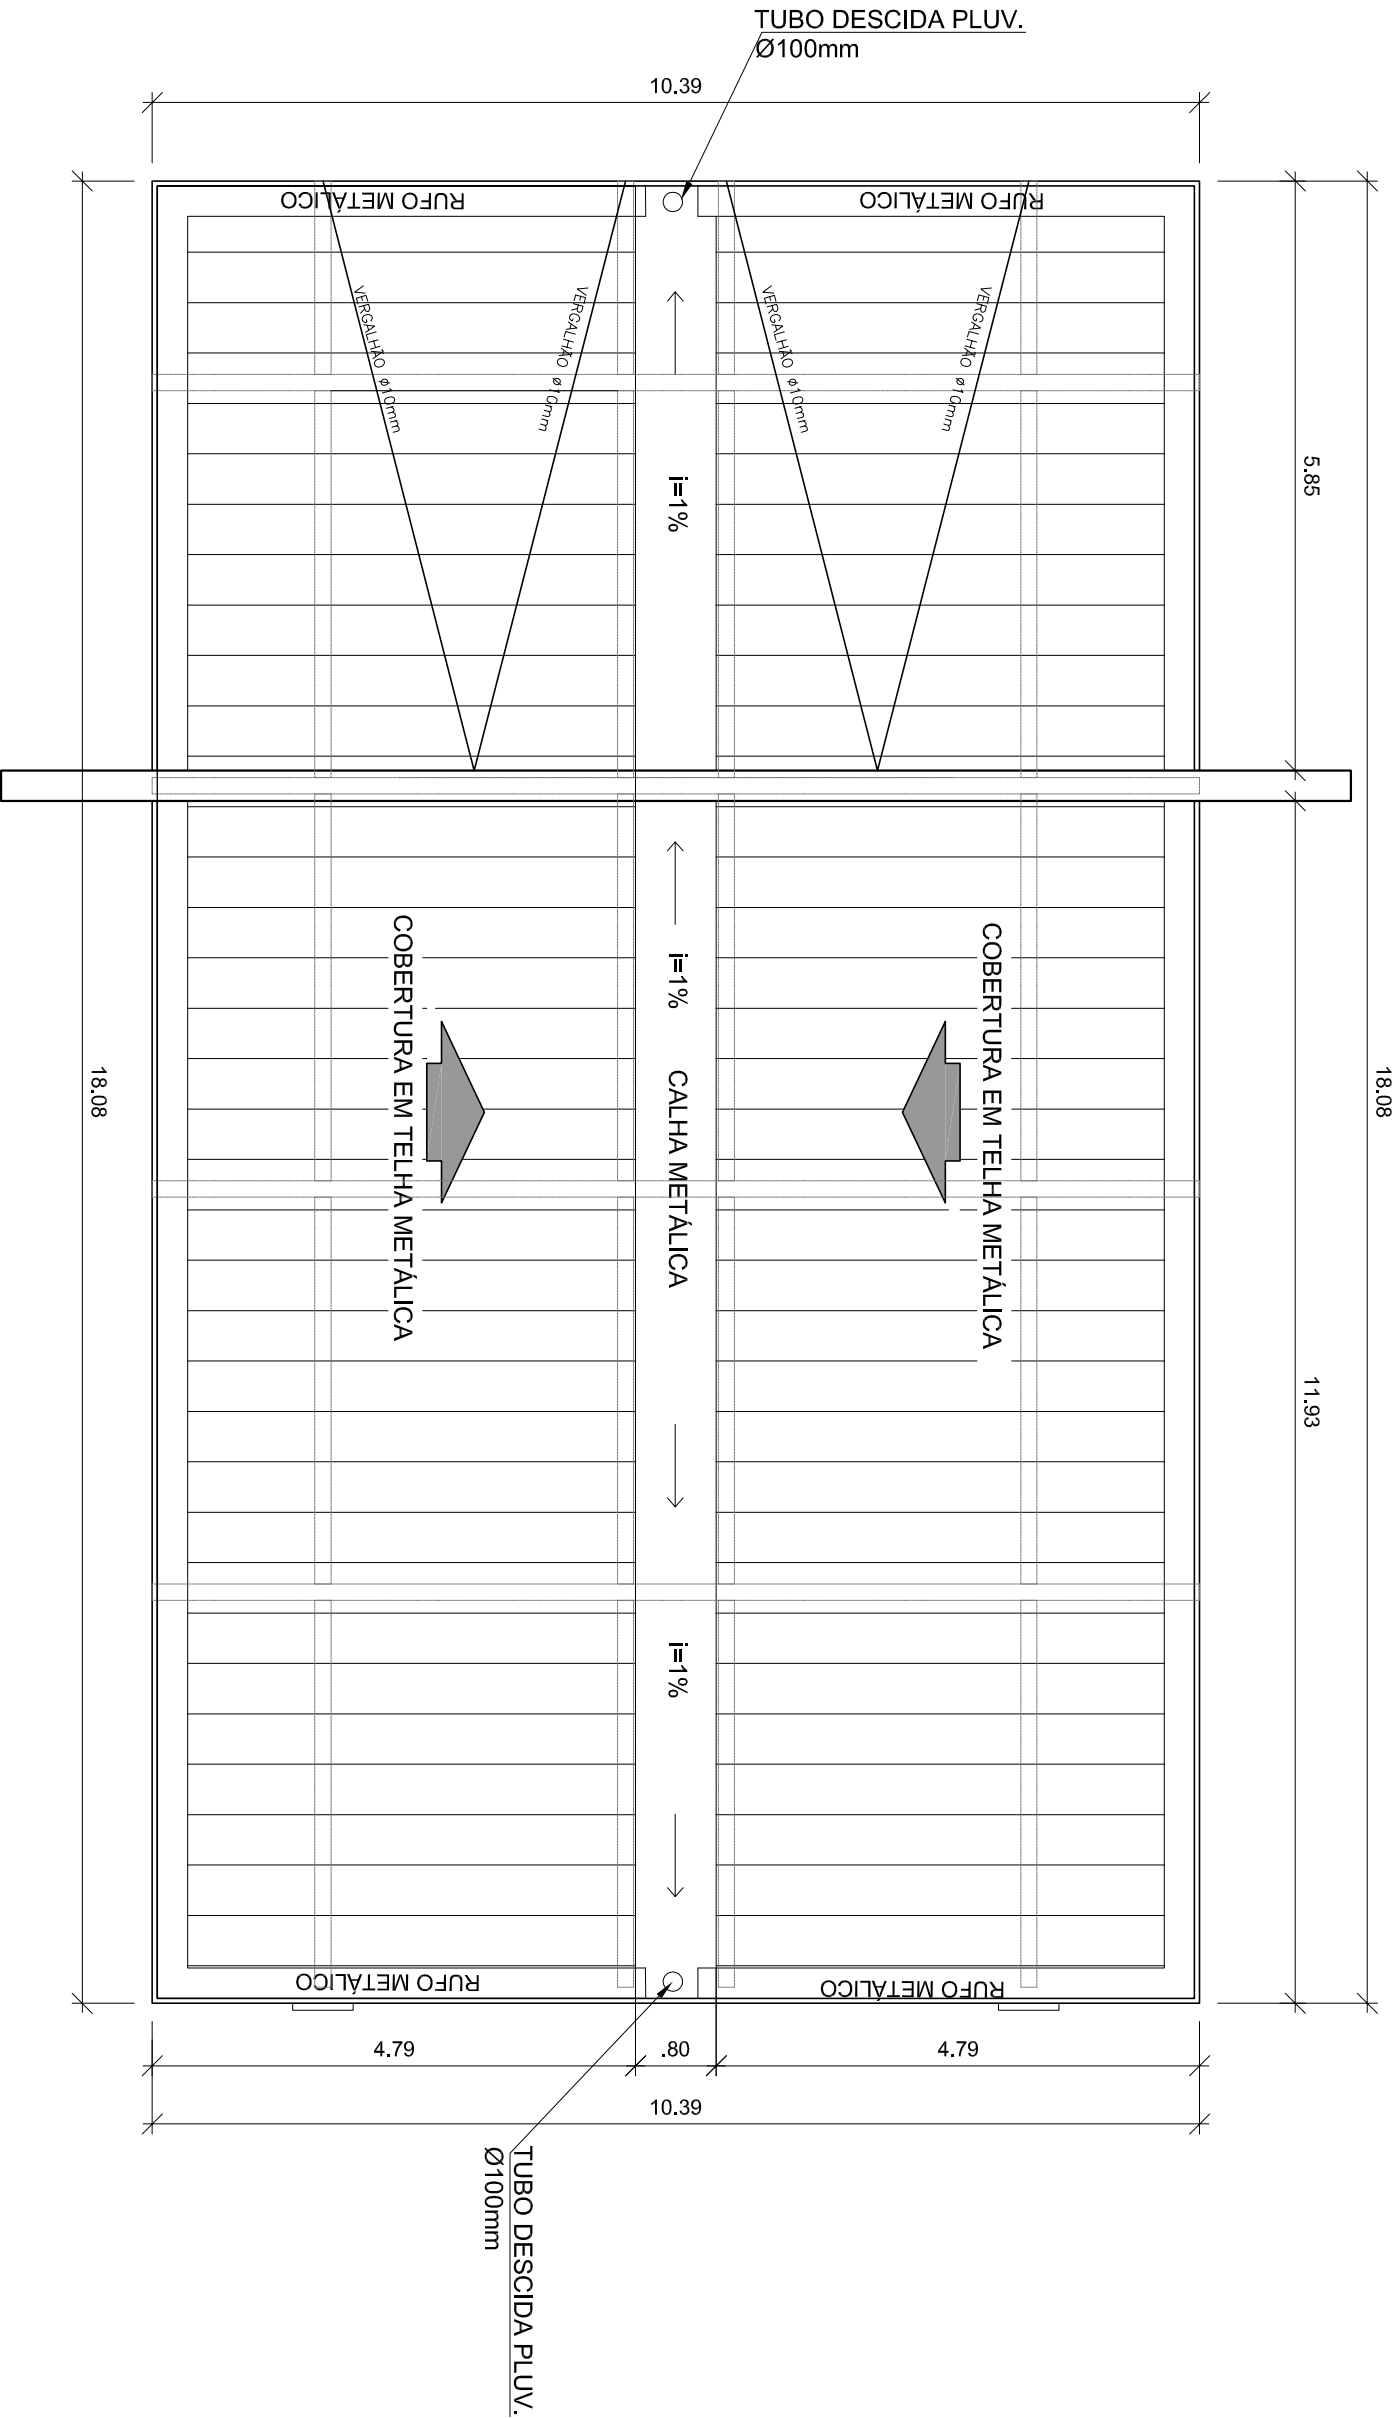 TUBO DESCIDA PLUV.
Ø100mm
10.39
RUFO METÁLICO
RUFO METÁLICO
VERGALHÃO ø10mm
VERGALHÃO ø10mm
VERGALHÃO ø10mm
VERGALHÃO ø10mm
i=1%
5.85
COBERTURA EM TELHA METÁLICA
i=1%
CALHA METÁLICA
COBERTURA EM TELHA METÁLICA
18.08
18.08
11.93
i=1%
RUFO METÁLICO
RUFO METÁLICO
4.79
.80
4.79
10.39
TUBO DESCIDA PLUV.
Ø100mm